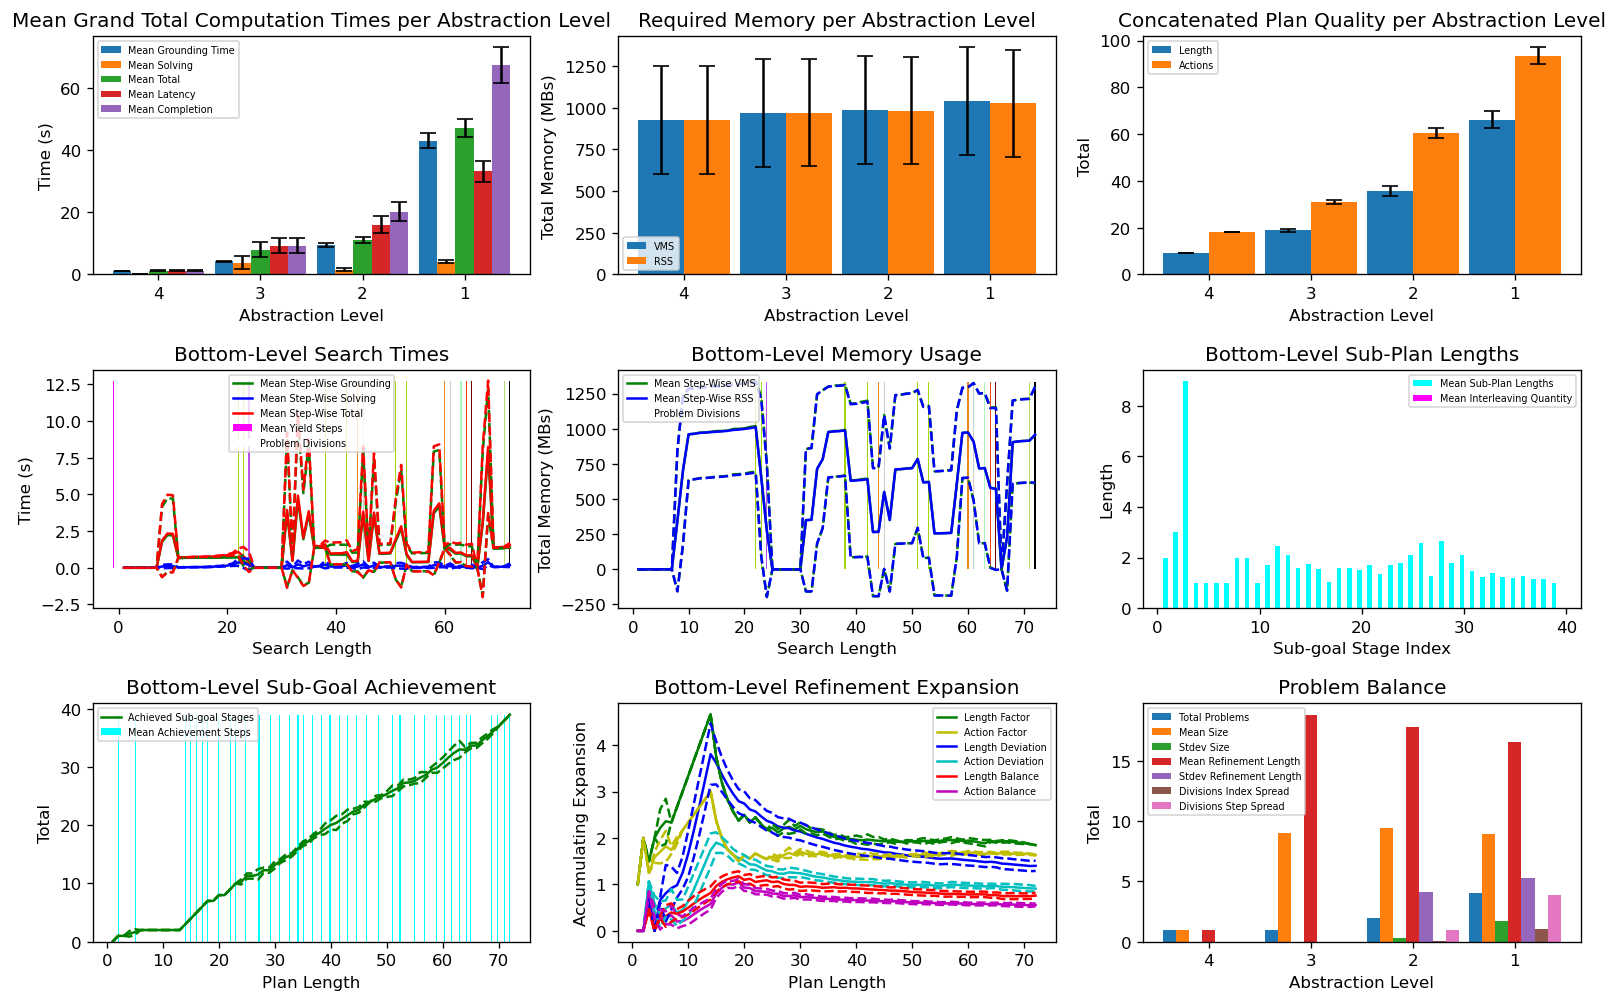 Mean Grand Total Computation Times per Abstraction Level
Time (s)
60
40
20
0
Mean Grounding Time
Mean Solving
Mean Total
Mean Latency
Mean Completion
4 3 2 1
Abstraction Level
Required Memory per Abstraction Level
Total Memory (MBs)
1250
1000
750
500
250
0
VMS
RSS
4 3 2 1
Abstraction Level
Concatenated Plan Quality per Abstraction Level
Total
100
80
60
40
20
0
Length
Actions
4 3 2 1
Abstraction Level
Bottom-Level Search Times
Time (s)
12.5
10.0
7.5
5.0
2.5
0.0
−2.5
Mean Step-Wise Grounding
Mean Step-Wise Solving
Mean Step-Wise Total
Mean Yield Steps
Problem Divisions
0 20 40 60
Search Length
Bottom-Level Memory Usage
Total Memory (MBs)
1250
1000
750
500
250
0
−250
Mean Step-Wise VMS
Mean Step-Wise RSS
Problem Divisions
0 10 20 30 40 50 60 70
Search Length
Bottom-Level Sub-Plan Lengths
Length
8
6
4
2
0
Mean Sub-Plan Lengths
Mean Interleaving Quantity
0 10 20 30 40
Sub-goal Stage Index
Bottom-Level Sub-Goal Achievement
Total
40
30
20
10
0
Achieved Sub-goal Stages
Mean Achievement Steps
0 10 20 30 40 50 60 70
Plan Length
Bottom-Level Refinement Expansion
Accumulating Expansion
4
3
2
1
0
Length Factor
Action Factor
Length Deviation
Action Deviation
Length Balance
Action Balance
0 10 20 30 40 50 60 70
Plan Length
Problem Balance
Total
15
10
5
0
Total Problems
Mean Size
Stdev Size
Mean Refinement Length
Stdev Refinement Length
Divisions Index Spread
Divisions Step Spread
4 3 2 1
Abstraction Level